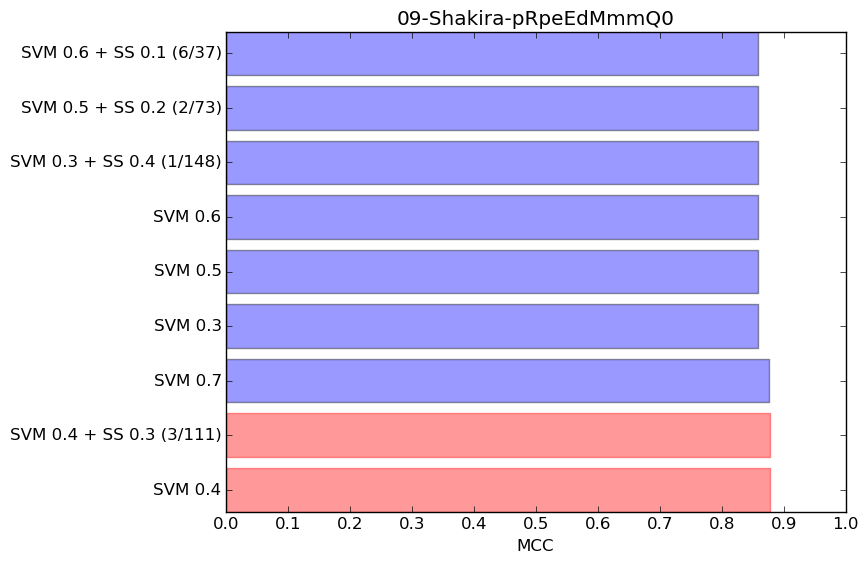 09-Shakira-pRpeEdMmmQ0
SVM 0.6 + SS 0.1 (6/37)
SVM 0.5 + SS 0.2 (2/73)
SVM 0.3 + SS 0.4 (1/148)
SVM 0.6
SVM 0.5
SVM 0.3
SVM 0.7
SVM 0.4 + SS 0.3 (3/111)
SVM 0.4
0.0 0.1 0.2 0.3 0.4 0.5 0.6 0.7 0.8 0.9 1.0
MCC